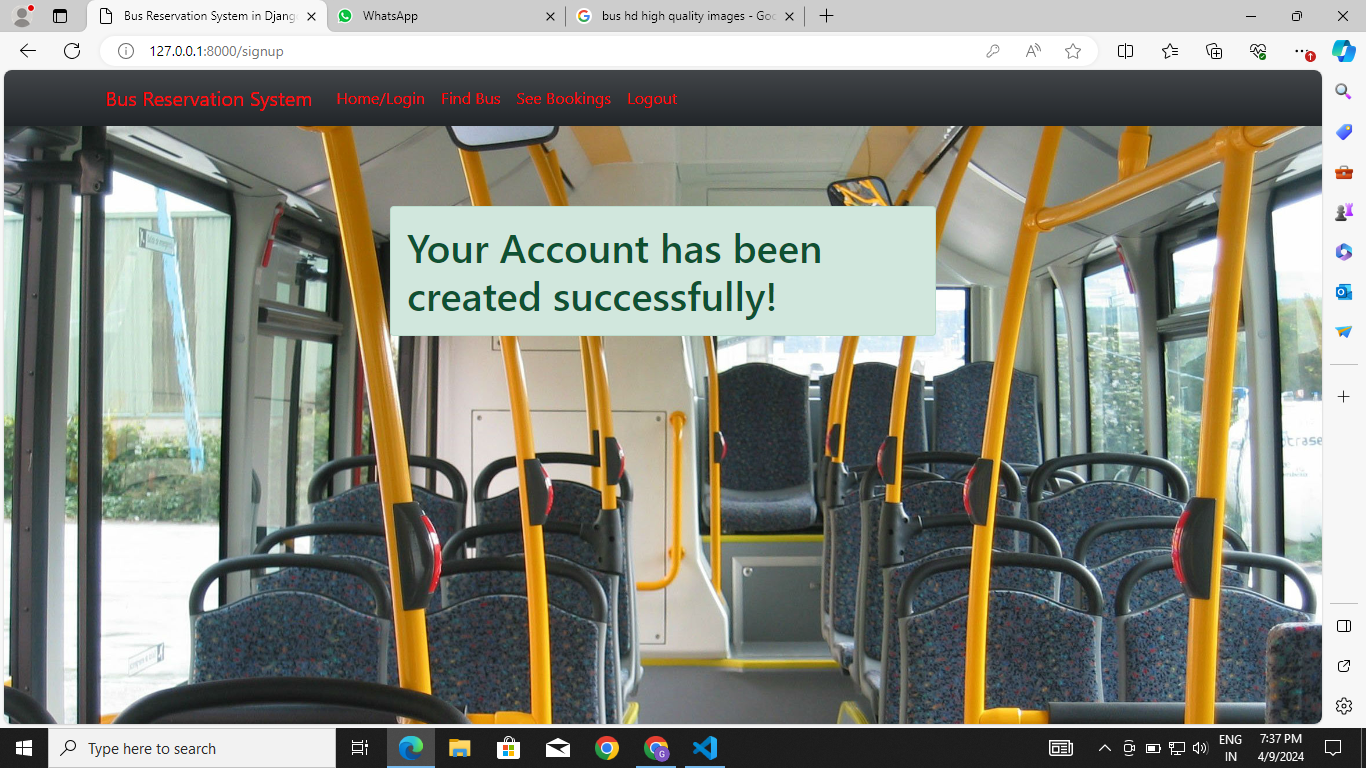 Bus Reservation System in Djang
WhatsApp
bus hd high quality images - Goo
127.0.0.1:8000/signup
Bus Reservation System Home/Login Find Bus See Bookings Logout
Your Account has been
created successfully!
Type here to search
ENG
IN
7:37 PM
4/9/2024